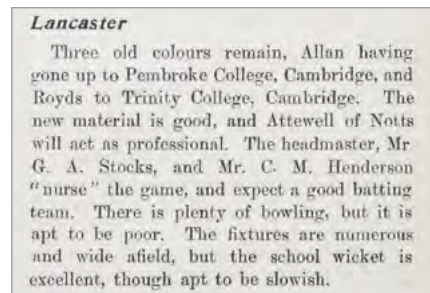 Lancaster
Three old colours remain, Allan having
gone up to Pembroke College, Cambridge, and
Royds to Trinity College, Cambridge. The
new material is good, and Attewell of Notts
will act as professional. The headmaster, Mr
G. A. Stocks, and Mr. C. M. Henderson
"nurse" the game, and expect a good batting
team. There is plenty of bowling, but it is
apt to be poor. The fixtures are numerous
and wide afield, but the school wicket is
excellent, though apt to be slowish.